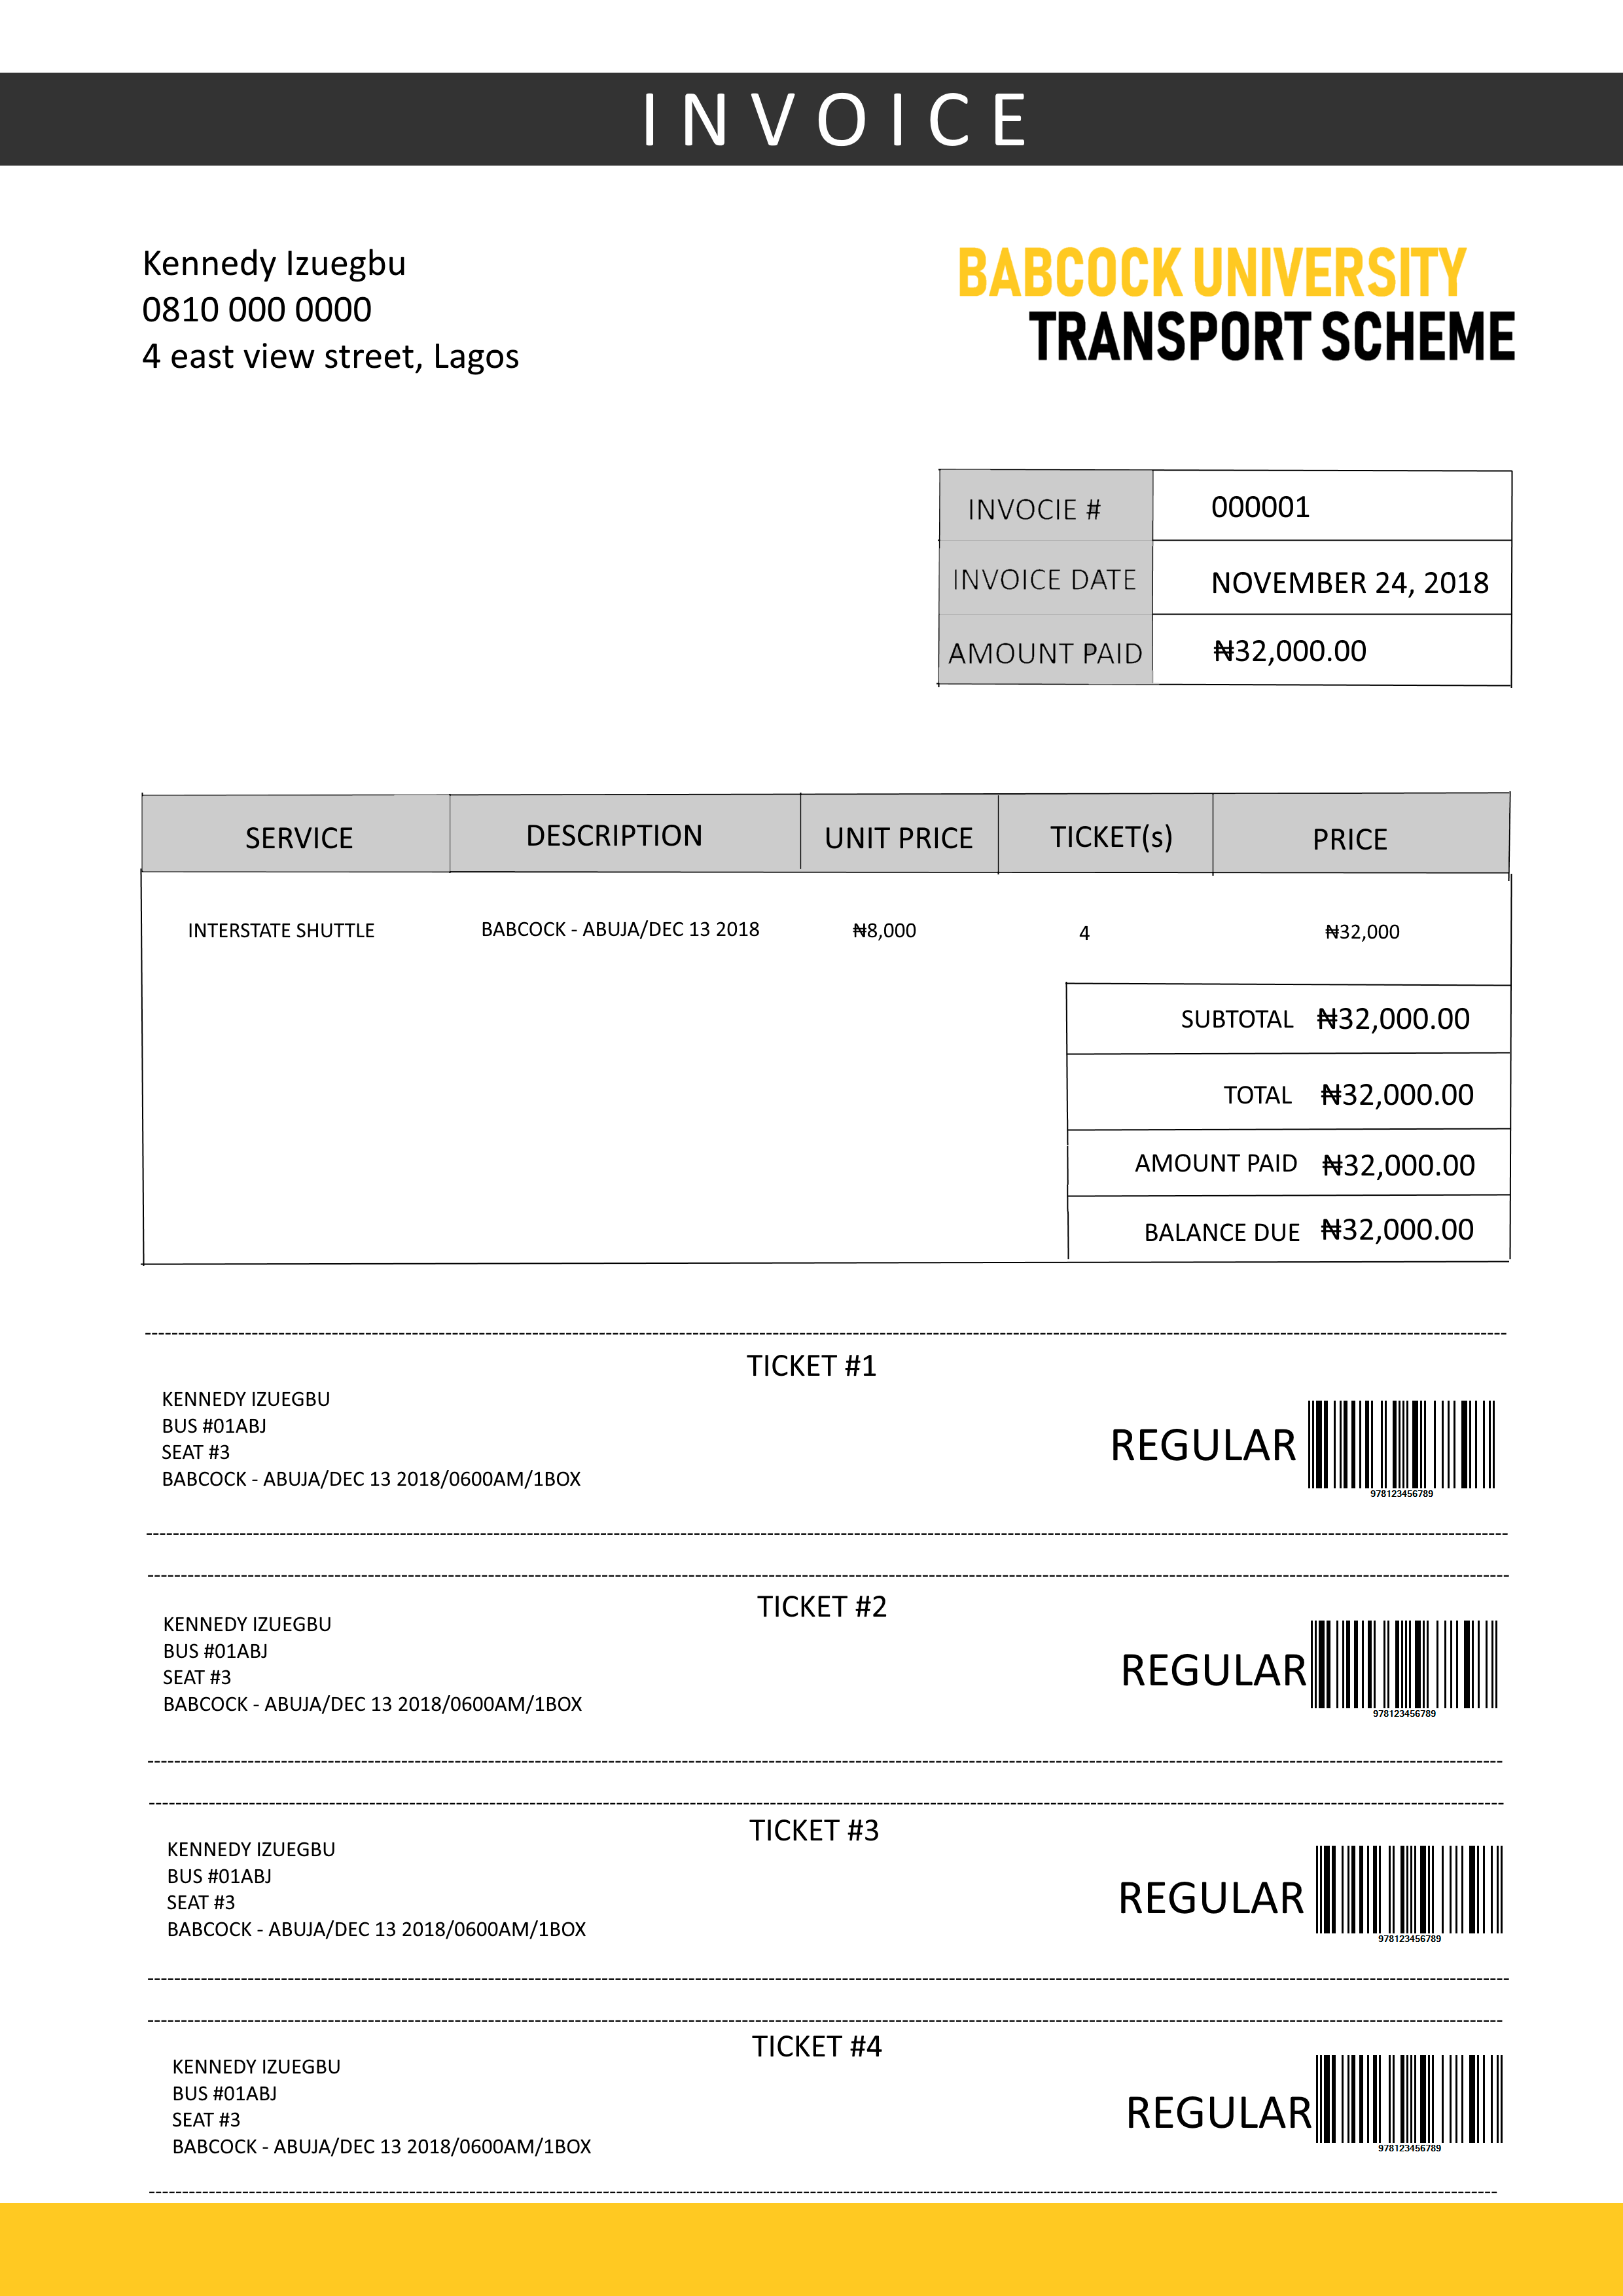 INVOICE
Kennedy Izuegbu
0810 000 0000
4 east view street, Lagos
BABCOCK UNIVERSITY
TRANSPORT SCHEME
INVOCIE # 000001
INVOICE DATE NOVEMBER 24, 2018
AMOUNT PAID ₦32,000.00
SERVICE DESCRIPTION UNIT PRICE TICKET(s) PRICE
INTERSTATE SHUTTLE BABCOCK - ABUJA/DEC 13 2018 ₦8,000 4 ₦32,000
SUBTOTAL ₦32,000.00
TOTAL ₦32,000.00
AMOUNT PAID ₦32,000.00
BALANCE DUE ₦32,000.00
TICKET #1
KENNEDY IZUEGBU
BUS #01ABJ
SEAT #3
BABCOCK - ABUJA/DEC 13 2018/0600AM/1BOX
REGULAR
978123456789
TICKET #2
KENNEDY IZUEGBU
BUS #01ABJ
SEAT #3
BABCOCK - ABUJA/DEC 13 2018/0600AM/1BOX
REGULAR
978123456789
TICKET #3
KENNEDY IZUEGBU
BUS #01ABJ
SEAT #3
BABCOCK - ABUJA/DEC 13 2018/0600AM/1BOX
REGULAR
978123456789
TICKET #4
KENNEDY IZUEGBU
BUS #01ABJ
SEAT #3
BABCOCK - ABUJA/DEC 13 2018/0600AM/1BOX
REGULAR
978123456789